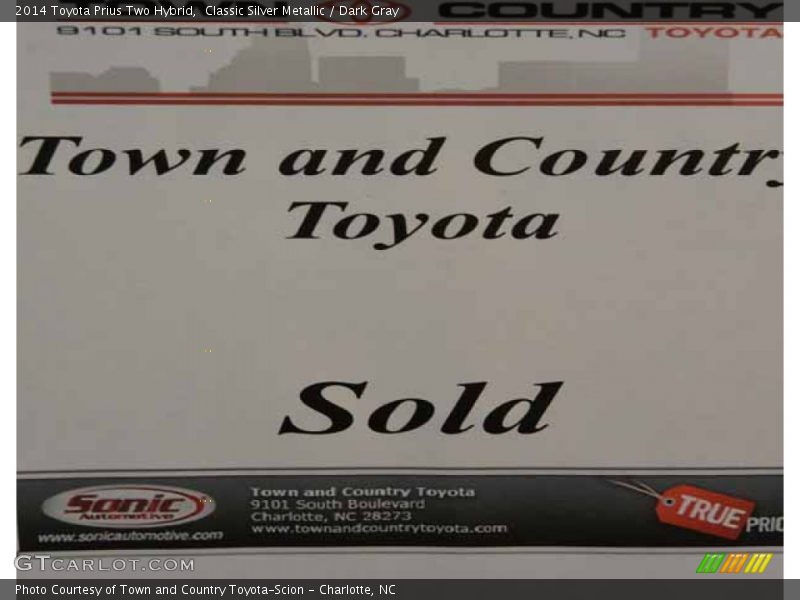 2014 Toyota Prius Two Hybrid, Classic Silver Metallic / Dark Gray
COUNTRY
9101 SOUTH BLVD. CHARLOTTE, NC TOYOTA
Town and Country
Toyota
Sold
Sonic
Automotive
www.sonicautomotive.com
Town and Country Toyota
9101 South Boulevard
Charlotte, NC 28273
www.townandcountrytoyota.com
TRUE
PRIC
GTCARLOT.COM
Photo Courtesy of Town and Country Toyota-Scion - Charlotte, NC